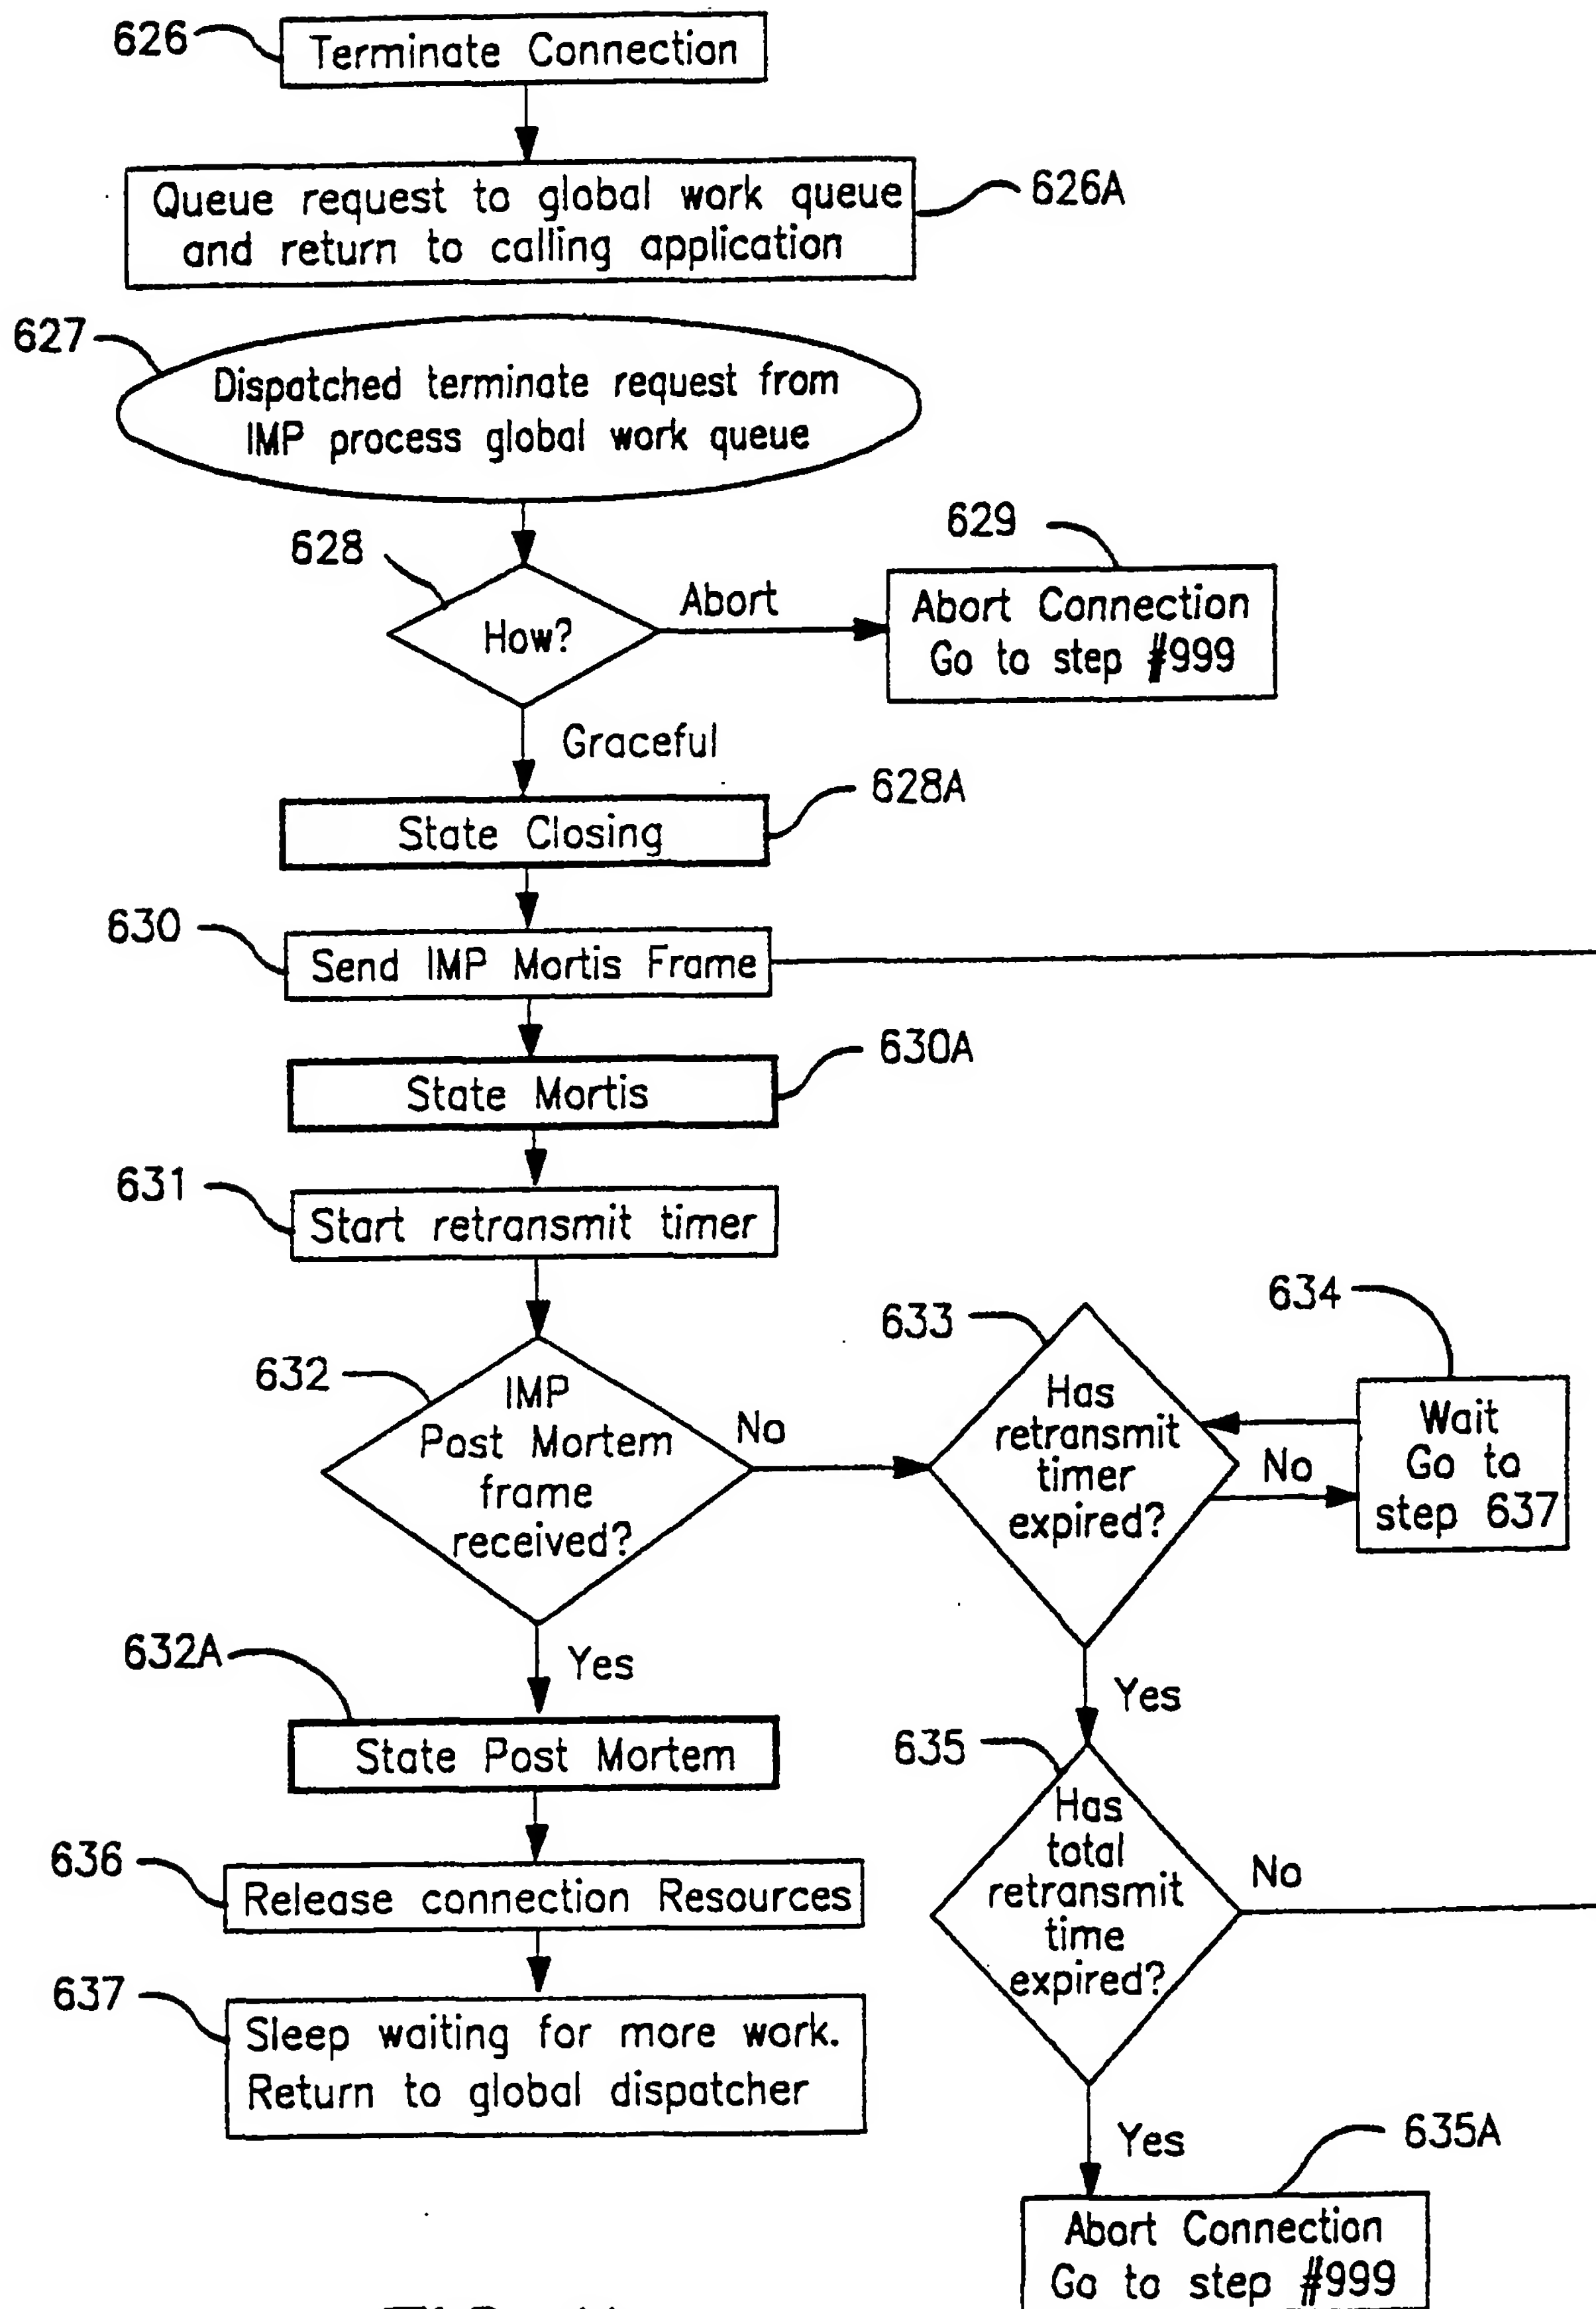 626
Terminate Connection
Queue request to global work queue
and return to calling application
626A
627
Dispatched terminate request from
IMP process global work queue
628
How?
Abort
629
Abort Connection
Go to step #999
Graceful
628A
State Closing
630
Send IMP Mortis Frame
630A
State Mortis
631
Start retransmit timer
632
IMP
Post Mortem
frame
received?
No
633
Has
retransmit
timer
expired?
No
634
Wait
Go to
step 637
Yes
632A
State Post Mortem
Yes
635
Has
total
retransmit
time
expired?
No
636
Release connection Resources
637
Sleep waiting for more work.
Return to global dispatcher
Yes
635A
Abort Connection
Go to step #999